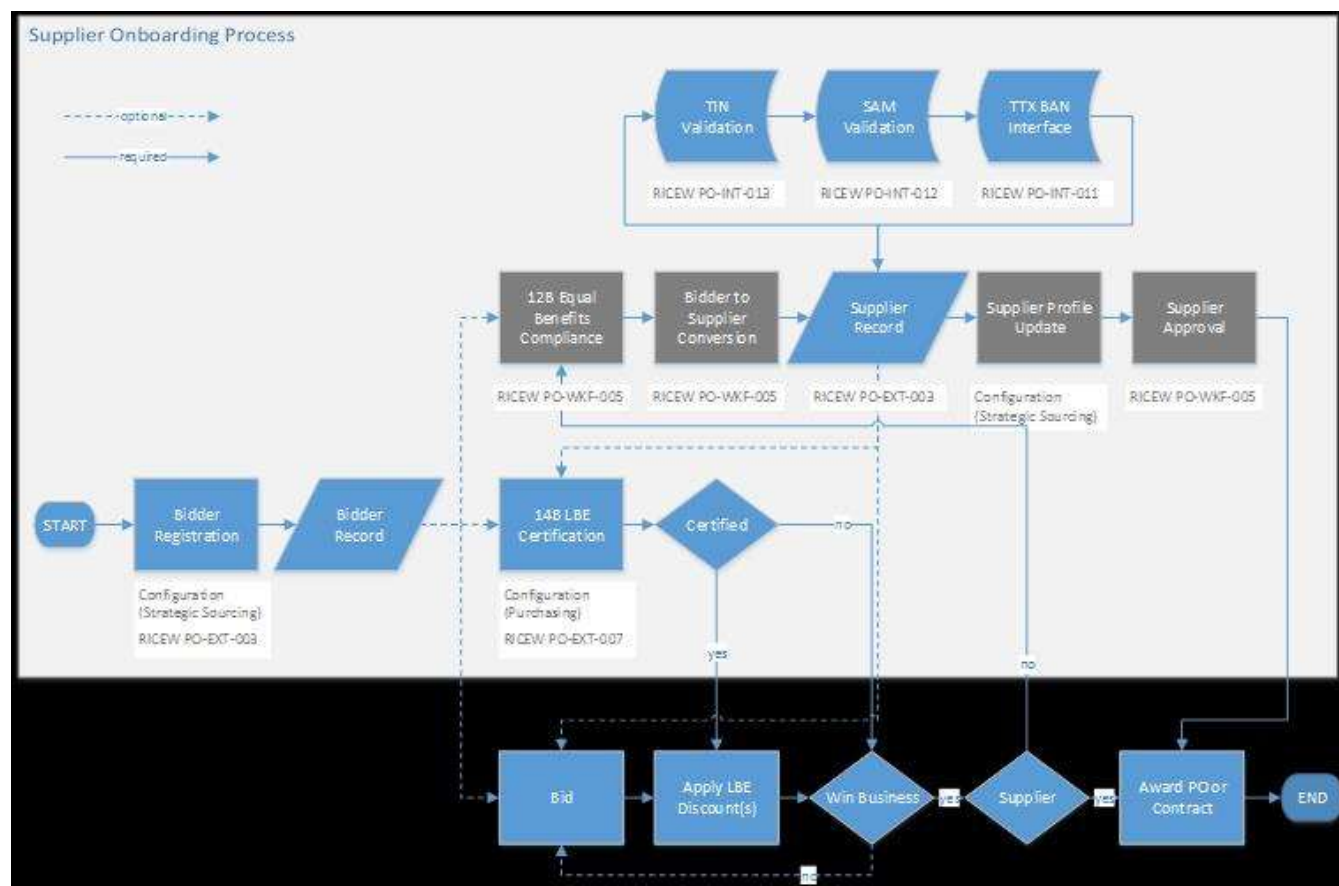 Supplier Onboarding Process
optional
required
TIN
Validation
SAM
Validation
TTX BAN
Interface
RICEW PO-INT-013
RICEW PO-INT-012
RICEW PO-INT-011
12B Equal
Benefits
Compliance
Bidder to
Supplier
Conversion
Supplier
Record
Supplier Profile
Update
Supplier
Approval
RICEW PO-WKF-005
RICEW PO-WKF-005
RICEW PO-EXT-003
Configuration
(Strategic Sourcing)
RICEW PO-WKF-005
START
Bidder
Registration
Bidder
Record
14B LBE
Certification
Certified
no
Configuration
(Strategic Sourcing)
RICEW PO-EXT-003
Configuration
(Purchasing)
RICEW PO-EXT-007
yes
no
Bid
Apply LBE
Discount(s)
Win Business
yes
Supplier
yes
Award PO or
Contract
END
no